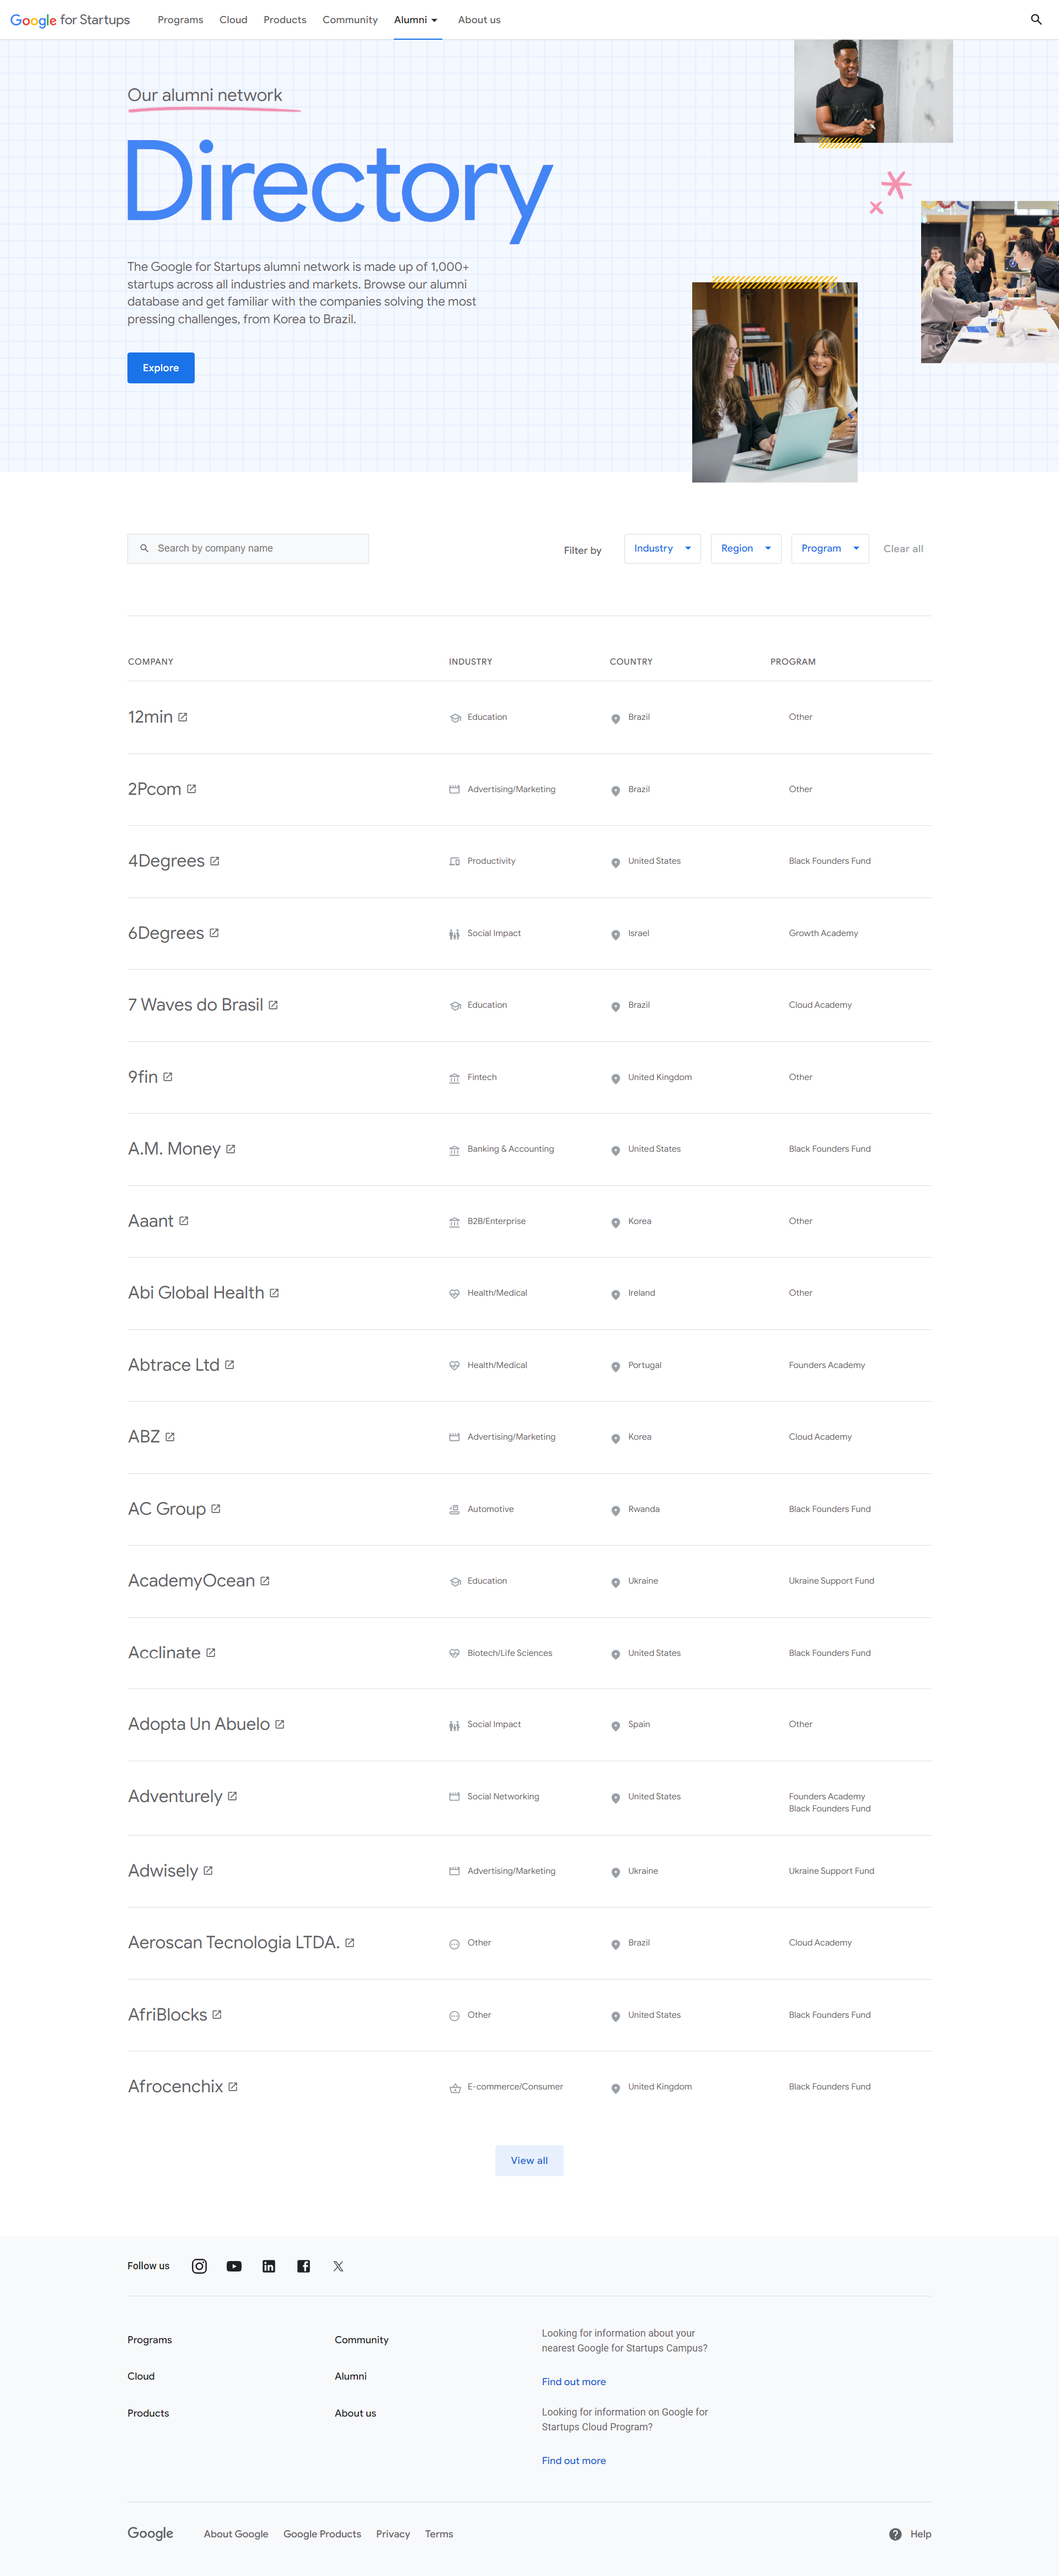 Google for Startups Programs Cloud Products Community Alumni About us
Our alumni network
Directory
The Google for Startups alumni network is made up of 1,000+
startups across all industries and markets. Browse our alumni
database and get familiar with the companies solving the most
pressing challenges, from Korea to Brazil.
Explore
Search by company name Filter by Industry Region Program Clear all
COMPANY INDUSTRY COUNTRY PROGRAM
12min Education Brazil Other
2Pcom Advertising/Marketing Brazil Other
4Degrees Productivity United States Black Founders Fund
6Degrees Social Impact Israel Growth Academy
7 Waves do Brasil Education Brazil Cloud Academy
9fin Fintech United Kingdom Other
A.M. Money Banking & Accounting United States Black Founders Fund
Aaant B2B/Enterprise Korea Other
Abi Global Health Health/Medical Ireland Other
Abtrace Ltd Health/Medical Portugal Founders Academy
ABZ Advertising/Marketing Korea Cloud Academy
AC Group Automotive Rwanda Black Founders Fund
AcademyOcean Education Ukraine Ukraine Support Fund
Acclinate Biotech/Life Sciences United States Black Founders Fund
Adopta Un Abuelo Social Impact Spain Other
Adventurely Social Networking United States Founders Academy
Black Founders Fund
Adwisely Advertising/Marketing Ukraine Ukraine Support Fund
Aeroscan Tecnologia LTDA. Other Brazil Cloud Academy
AfriBlocks Other United States Black Founders Fund
Afrocenchix E-commerce/Consumer United Kingdom Black Founders Fund
View all
Follow us
Programs
Cloud
Products
Community
Alumni
About us
Looking for information about your
nearest Google for Startups Campus?
Find out more
Looking for information on Google for
Startups Cloud Program?
Find out more
Google About Google Google Products Privacy Terms Help